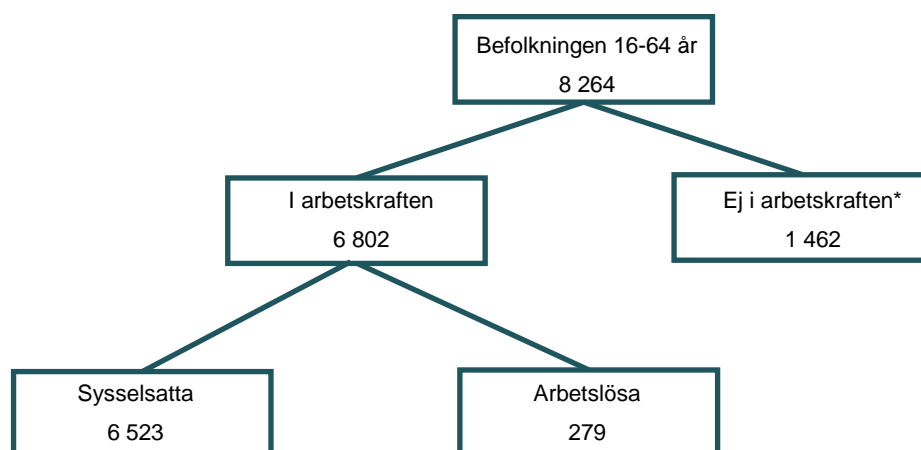 Befolkningen 16-64 år
8 264
I arbetskraften
6 802
Ej i arbetskraften*
1 462
Sysselsatta
6 523
Arbetslösa
279